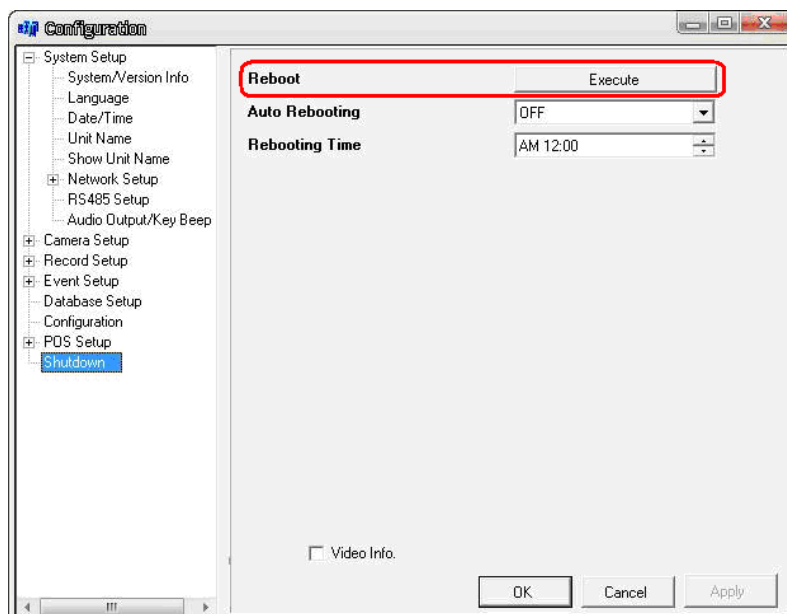 Configuration
System Setup
System/Version Info
Language
Date/Time
Unit Name
Show Unit Name
Network Setup
RS485 Setup
Audio Output/Key Beep
Camera Setup
Record Setup
Event Setup
Database Setup
Configuration
POS Setup
Shutdown
Reboot Execute
Auto Rebooting OFF
Rebooting Time AM 12:00
Video Info.
OK Cancel Apply